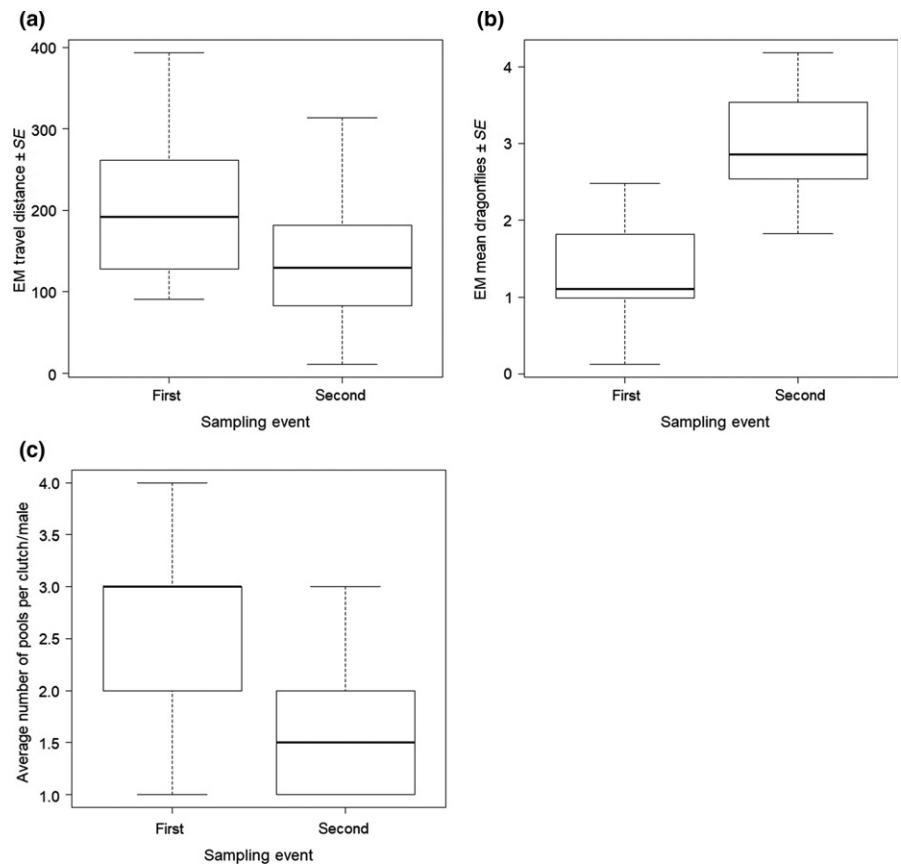 (a)
EM travel distance ± SE
400
300
200
100
0
First
Second
Sampling event
(b)
EM mean dragonflies ± SE
4
3
2
1
0
First
Second
Sampling event
(c)
Average number of pools per clutch/male
4.0
3.5
3.0
2.5
2.0
1.5
1.0
First
Second
Sampling event